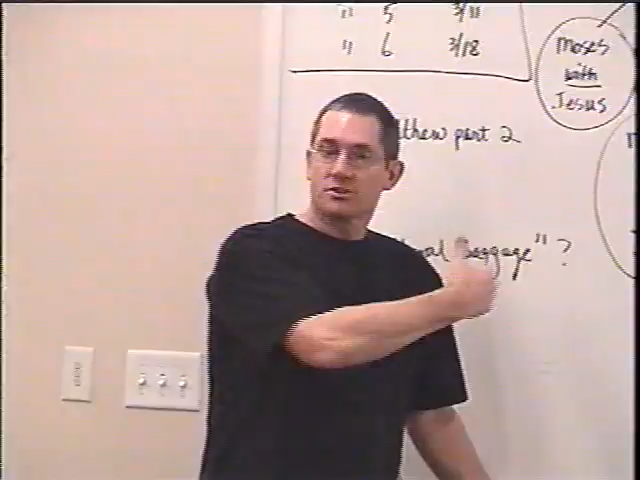 " 5 3/11
" 6 3/18
Moses
with
Jesus
thew part 2
Baggage" ?